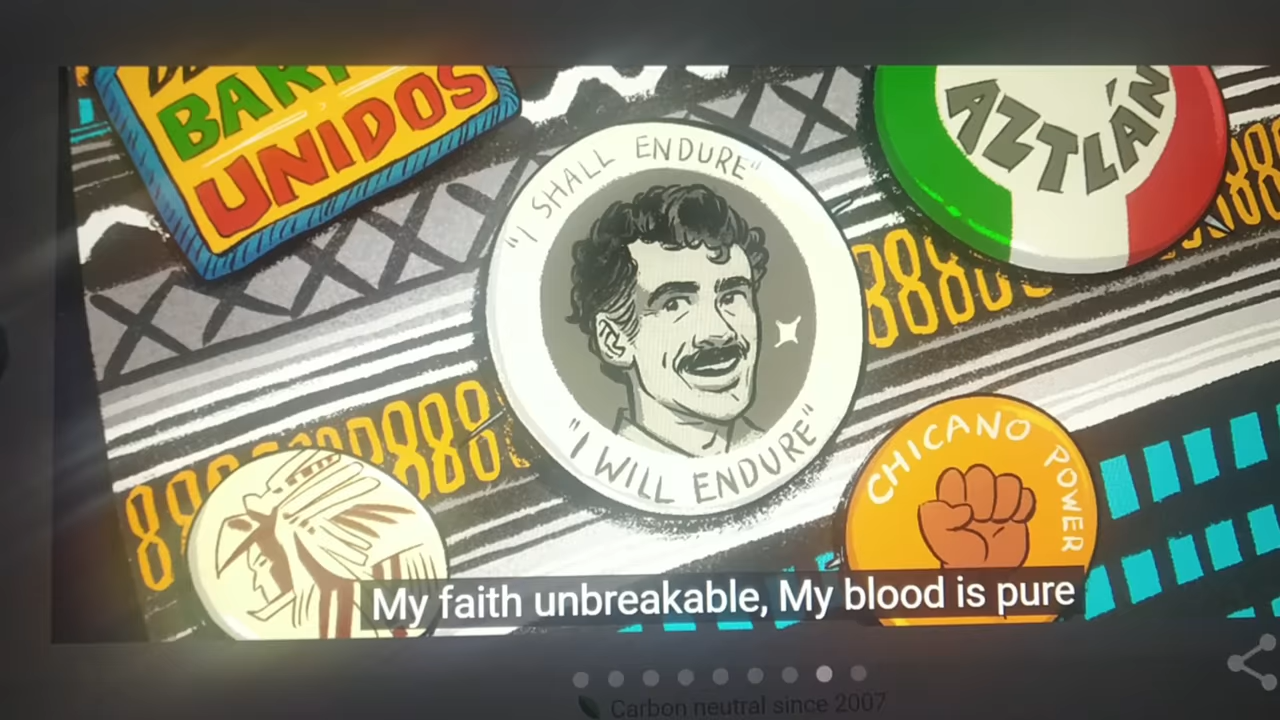 BARR
UNIDOS
AZTLÁN
"I SHALL ENDURE"
"I WILL ENDURE"
CHICANO POWER
My faith unbreakable, My blood is pure
Carbon neutral since 2007